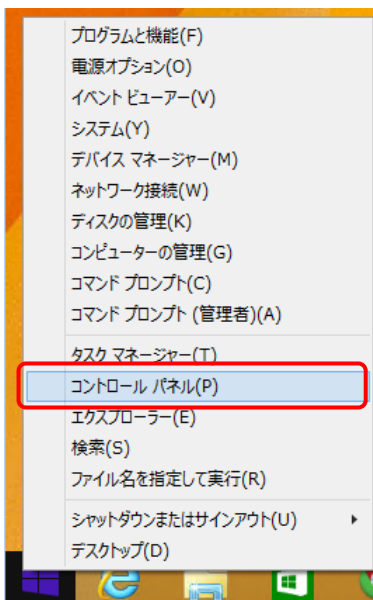 プログラムと機能(F)
電源オプション(O)
イベント ビューアー(V)
システム(Y)
デバイス マネージャー(M)
ネットワーク接続(W)
ディスクの管理(K)
コンピューターの管理(G)
コマンド プロンプト(C)
コマンド プロンプト (管理者)(A)
タスク マネージャー(T)
コントロール パネル(P)
エクスプローラー(E)
検索(S)
ファイル名を指定して実行(R)
シャットダウンまたはサインアウト(U)
デスクトップ(D)